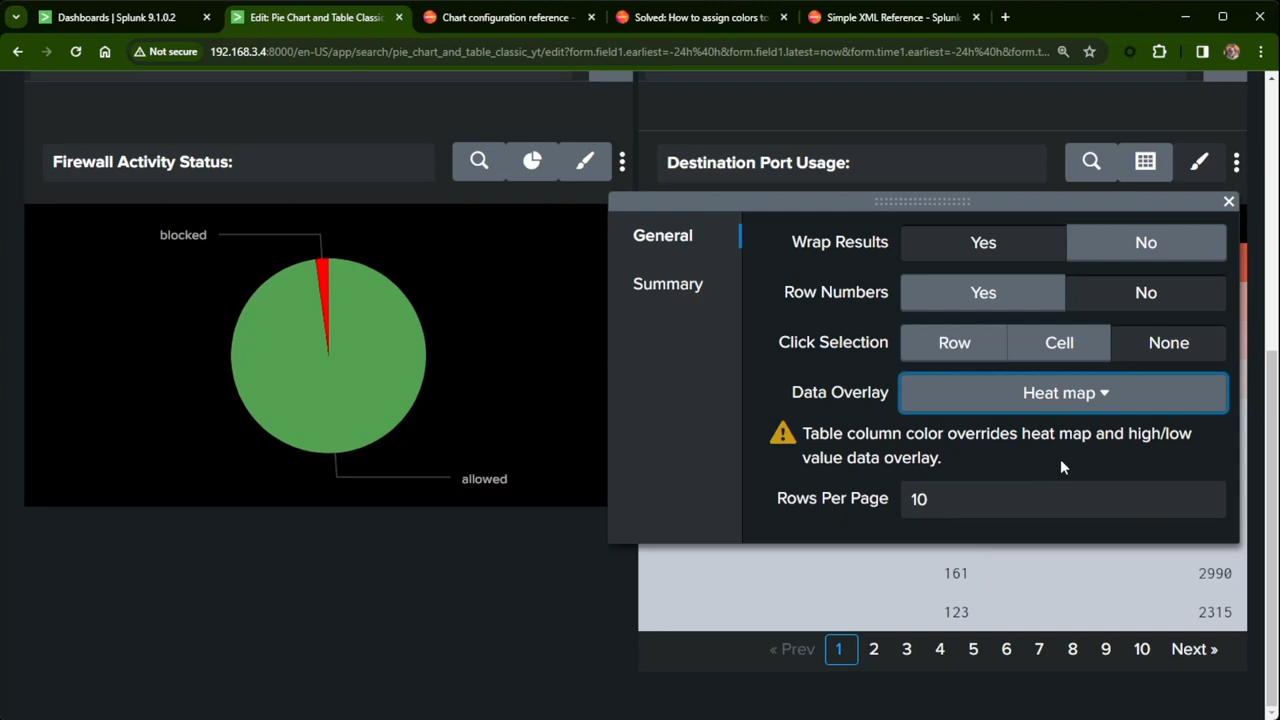 Dashboards | Splunk 9.1.0.2
Edit: Pie Chart and Table Classic
Chart configuration reference -
Solved: How to assign colors to
Simple XML Reference - Splunk
Not secure
192.168.3.4:8000/en-US/app/search/pie_chart_and_table_classic_yt/edit?form.field1.earliest=-24h%40h&form.field1.latest=now&form.time1.earliest=-24h%40h&form.t...
Firewall Activity Status:
Destination Port Usage:
blocked
allowed
General
Summary
Wrap Results Yes No
Row Numbers Yes No
Click Selection Row Cell None
Data Overlay Heat map
Table column color overrides heat map and high/low
value data overlay.
Rows Per Page 10
161 2990
123 2315
« Prev 1 2 3 4 5 6 7 8 9 10 Next »